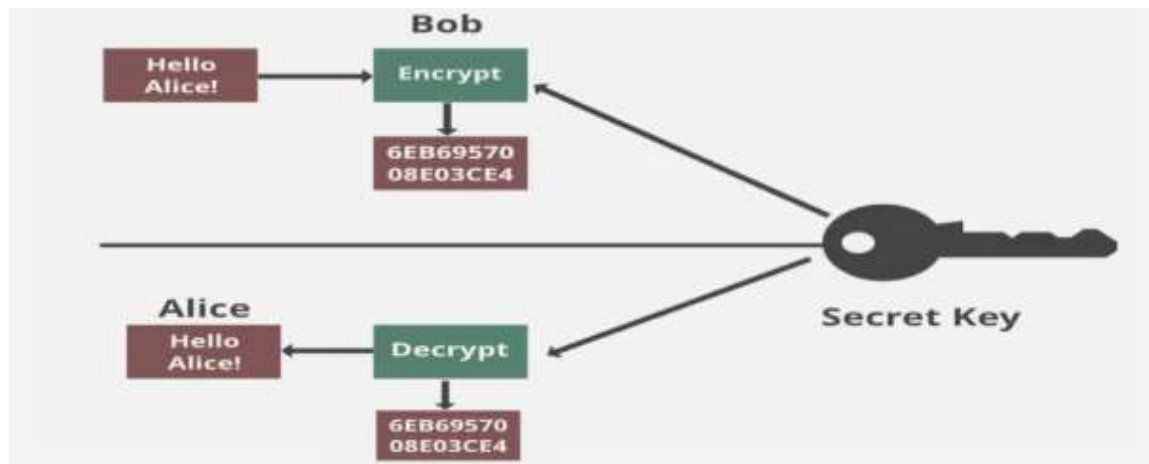 Bob
Hello
Alice!
Encrypt
6EB69570
08E03CE4
Secret Key
Alice
Hello
Alice!
Decrypt
6EB69570
08E03CE4